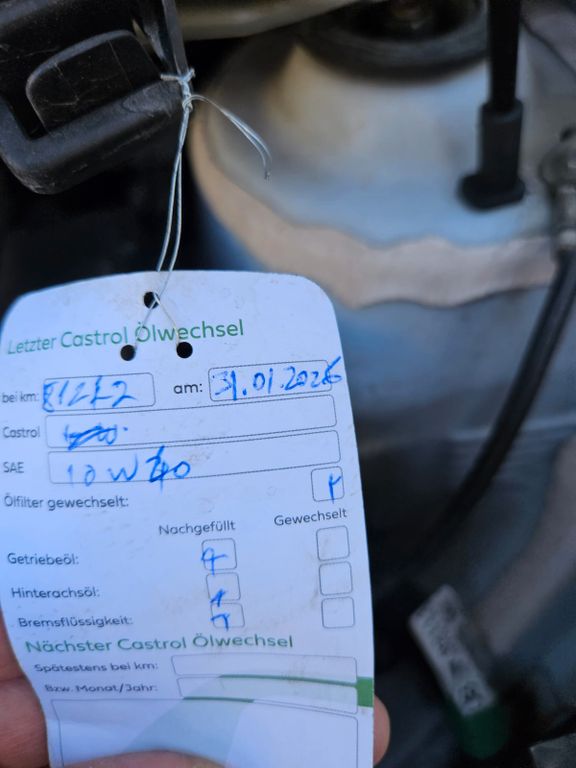 Letzter Castrol Ölwechsel
bei km: am: 31.01.2026
Castrol
SAE 10W40
Ölfilter gewechselt:
Nachgefüllt Gewechselt
Getriebeöl:
Hinterachsöl:
Bremsflüssigkeit:
Nächster Castrol Ölwechsel
Spätestens bei km:
Bzw. Monat/Jahr: